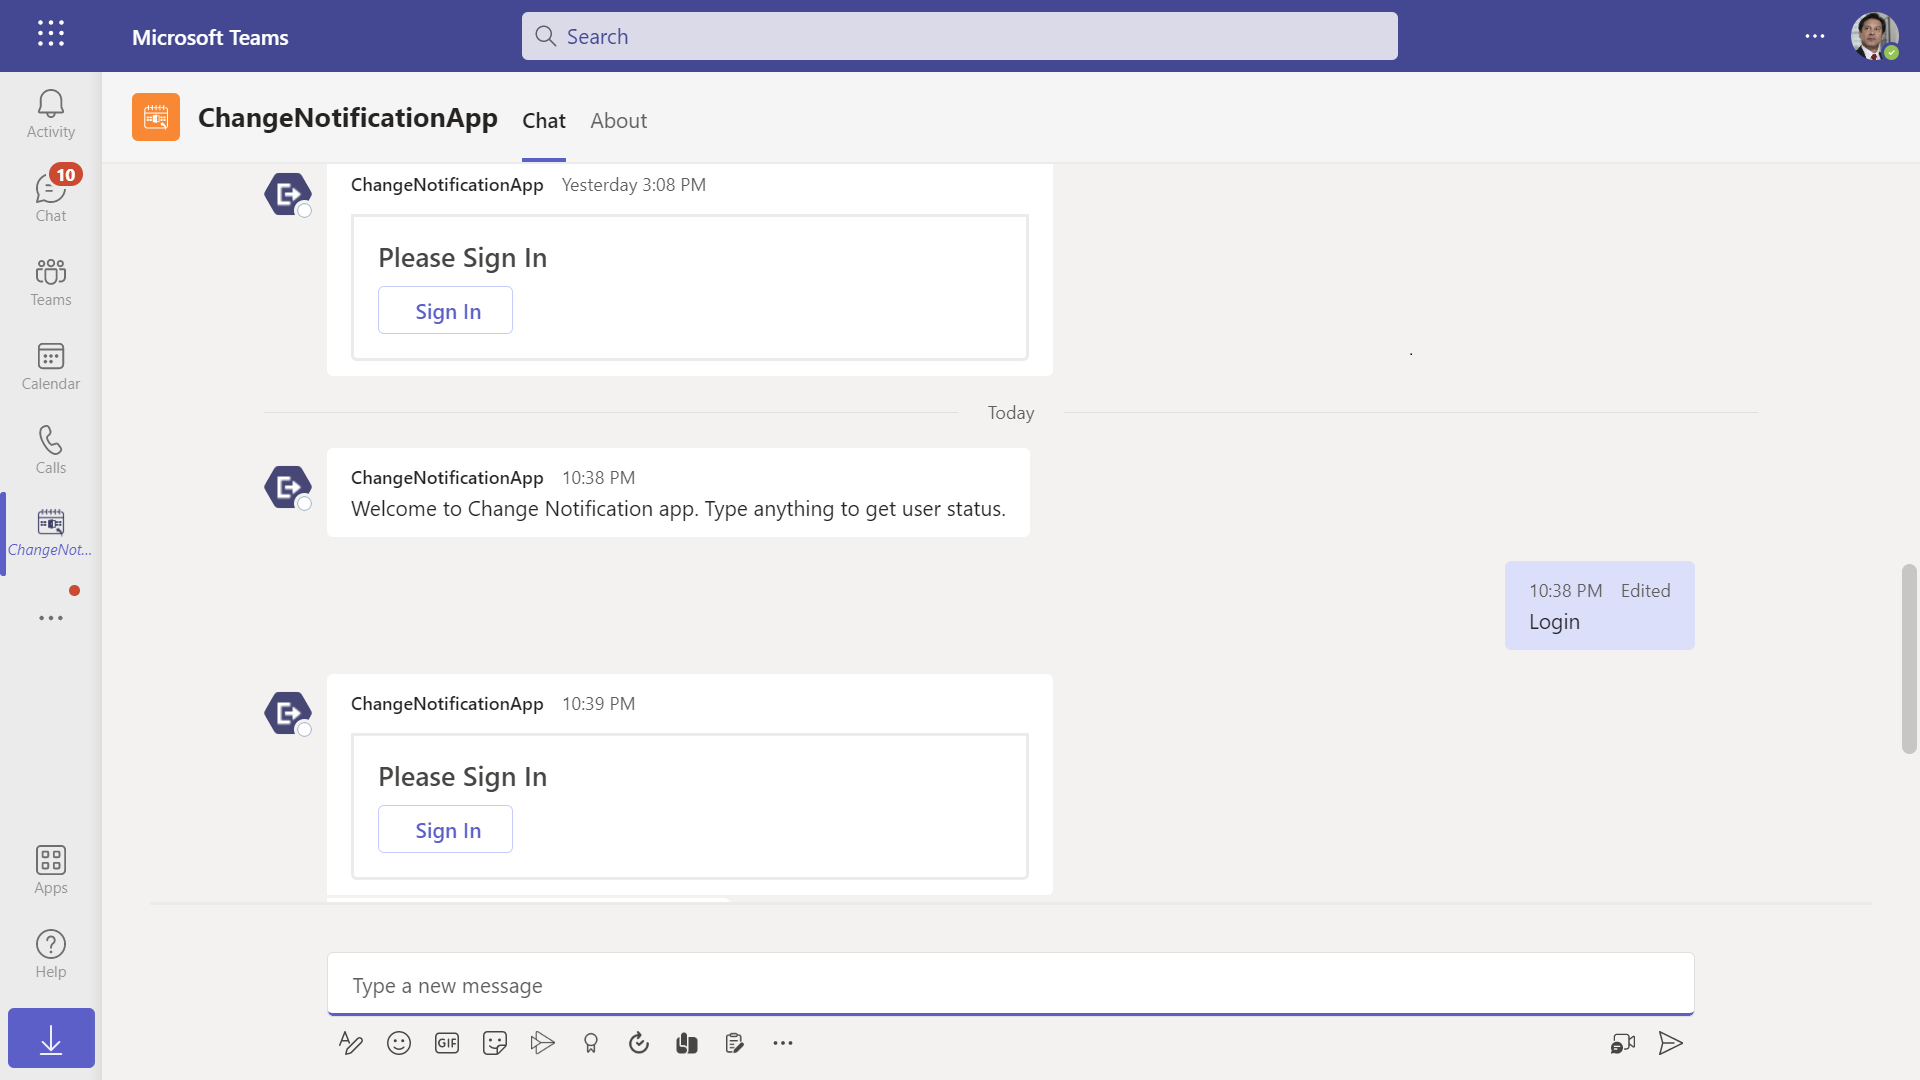 Microsoft Teams
Search
Activity
10
Chat
Teams
Calendar
Calls
ChangeNot...
Apps
Help
ChangeNotificationApp Chat About
ChangeNotificationApp Yesterday 3:08 PM
Please Sign In
Sign In
Today
ChangeNotificationApp 10:38 PM
Welcome to Change Notification app. Type anything to get user status.
10:38 PM Edited
Login
ChangeNotificationApp 10:39 PM
Please Sign In
Sign In
Type a new message
GIF